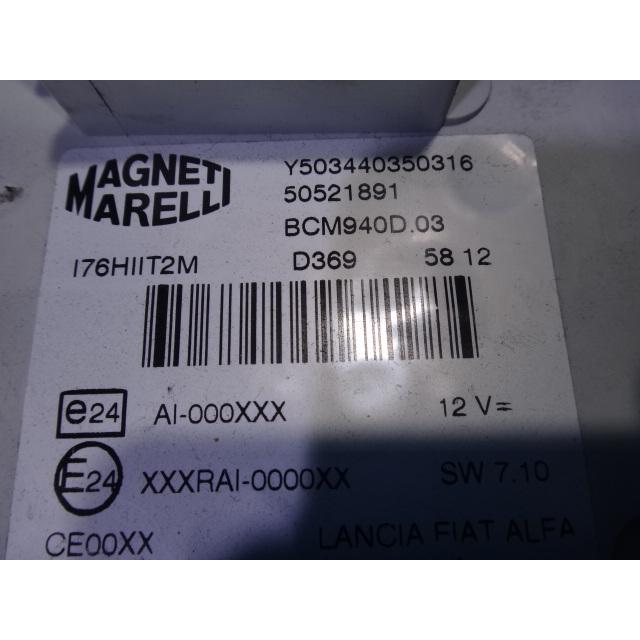 MAGNETI
MARELLI
Y503440350316
50521891
BCM940D.03
I76HIIT2M D369 58 12
e24 AI-000XXX 12 V=
E24 XXXRAI-0000XX SW 7.10
CE00XX LANCIA FIAT ALFA